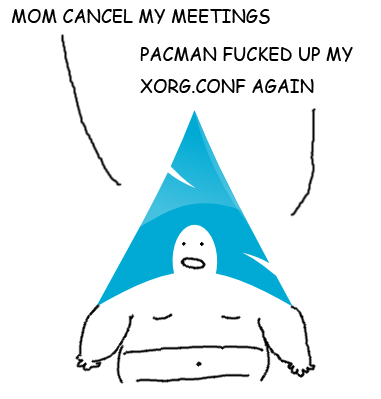 MOM CANCEL MY MEETINGS
PACMAN FUCKED UP MY
XORG.CONF AGAIN